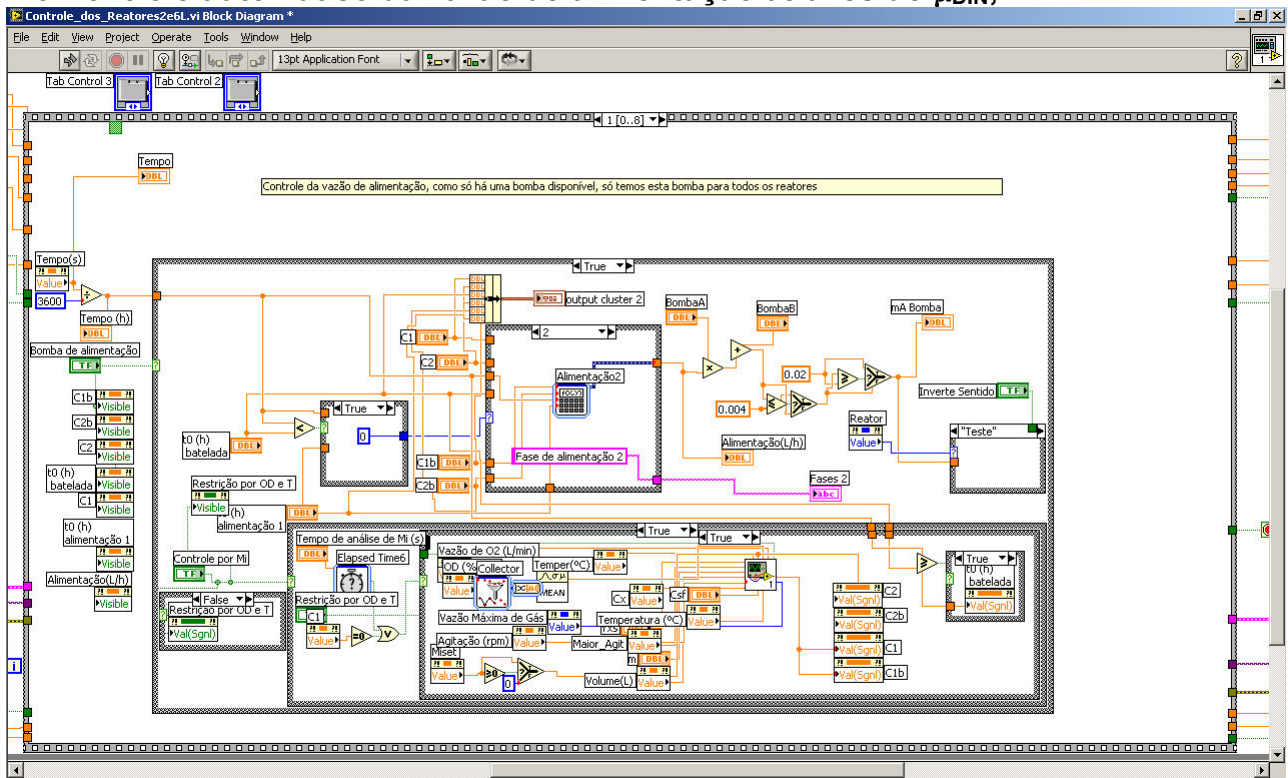 Controle_dos_Reatores2e6L.vi Block Diagram *
File Edit View Project Operate Tools Window Help
13pt Application Font
Tab Control 3
Tab Control 2
1 [0..8]
Tempo
DBL
Controle da vazão de alimentação, como só há uma bomba disponível, só temos esta bomba para todos os reatores
Tempo(s)
Value
3600
Tempo (h)
DBL
Bomba de alimentação
TF
C1b
Visible
C2b
Visible
C2
Visible
t0 (h)
batelada
Visible
C1
Visible
t0 (h)
alimentação 1
Visible
Alimentação(L/h)
Visible
True
output cluster 2
C1
DBL
C2
DBL
2
Alimentação2
Fase de alimentação 2
BombaA
DBL
BombaB
DBL
mA Bomba
DBL
0.02
0.004
Inverte Sentido
TF
Reator
Value
"Teste"
Alimentação(L/h)
DBL
Fases 2
abc
True
0
t0 (h)
batelada
DBL
C1b
DBL
C2b
DBL
Restrição por OD e T
Visible
(h)
alimentação 1
DBL
Controle por Mi
TF
False
Restrição por OD e T
Val(Sgnl)
True
Tempo de análise de Mi (s)
DBL
Elapsed Time6
Restrição por OD e T
C1
Value
=0
True
Vazão de O2 (L/min)
OD (%
Value
Collector
MEAN
Temper(ºC)
Value
Cx
Value
Csf
DBL
Vazão Máxima de Gás
Value
Temperatura (ºC)
Value
Agitação (rpm)
Value
Maior_Agit
Value
m
DBL
Miset
Value
≥0
0
Volume(L)
Value
C2
Val(Sgnl)
C2b
Val(Sgnl)
C1
Val(Sgnl)
C1b
Val(Sgnl)
True
t0 (h)
batelada
Val(Sgnl)
i